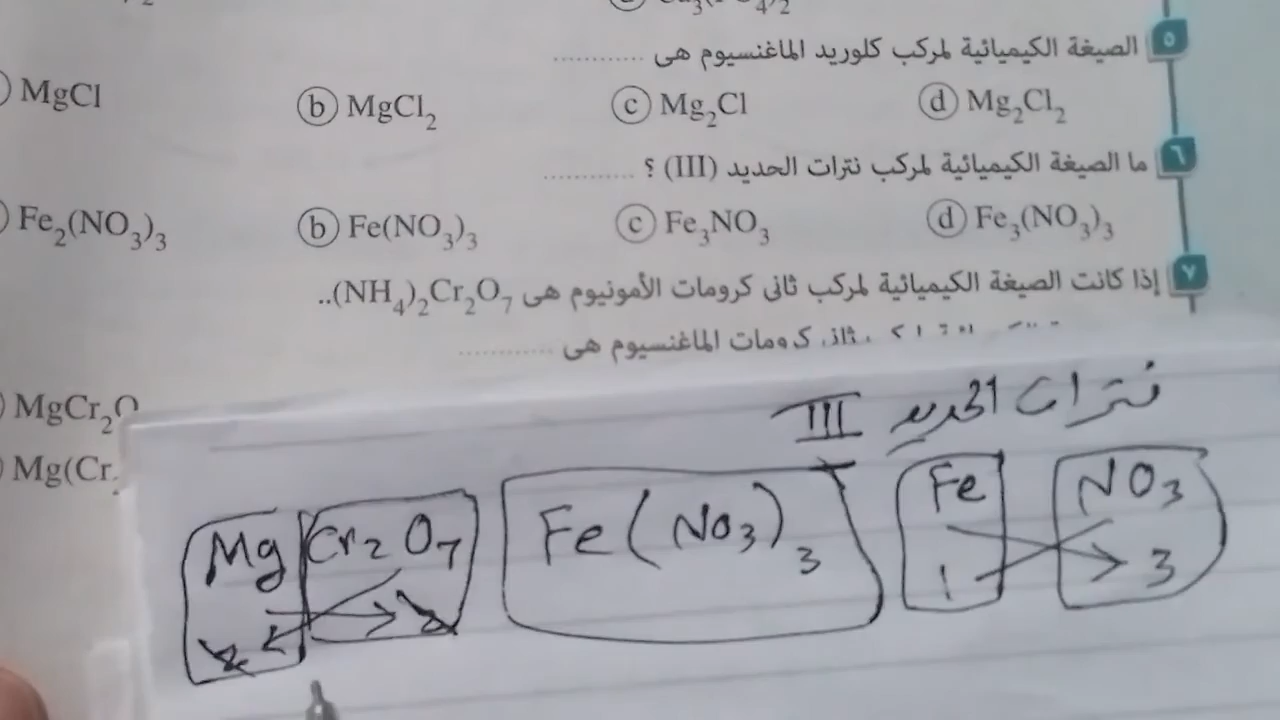 ٥ الصيغة الكيميائية لمركب كلوريد الماغنسيوم هى ............
MgCl ⓑ MgCl₂ ⓒ Mg₂Cl ⓓ Mg₂Cl₂
٦ ما الصيغة الكيميائية لمركب نترات الحديد (III) ؟ ............
Fe₂(NO₃)₃ ⓑ Fe(NO₃)₃ ⓒ Fe₃NO₃ ⓓ Fe₃(NO₃)₃
٧ إذا كانت الصيغة الكيميائية لمركب ثانى كرومات الأمونيوم هى (NH₄)₂Cr₂O₇..
ثانى كرومات الماغنسيوم هى ............
MgCr₂O
Mg(Cr
نترات الحديد III
Mg Cr₂O₇ Fe(NO₃)₃ Fe NO₃
2 2 1 3